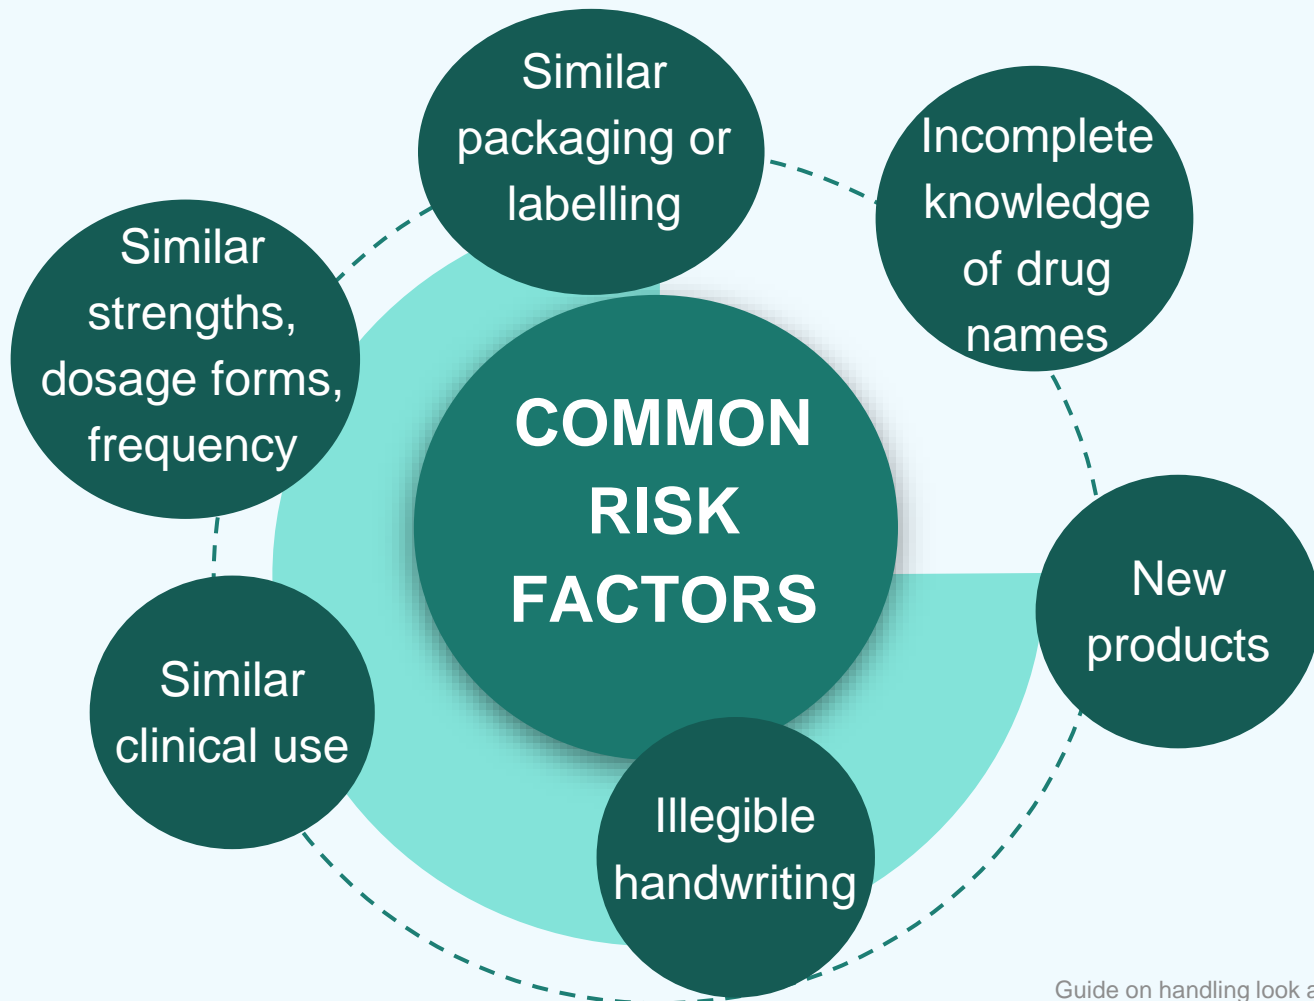 Similar
packaging or
labelling
Incomplete
knowledge
of drug
names
Similar
strengths,
dosage forms,
frequency
COMMON
RISK
FACTORS
New
products
Similar
clinical use
Illegible
handwriting
Guide on handling look a